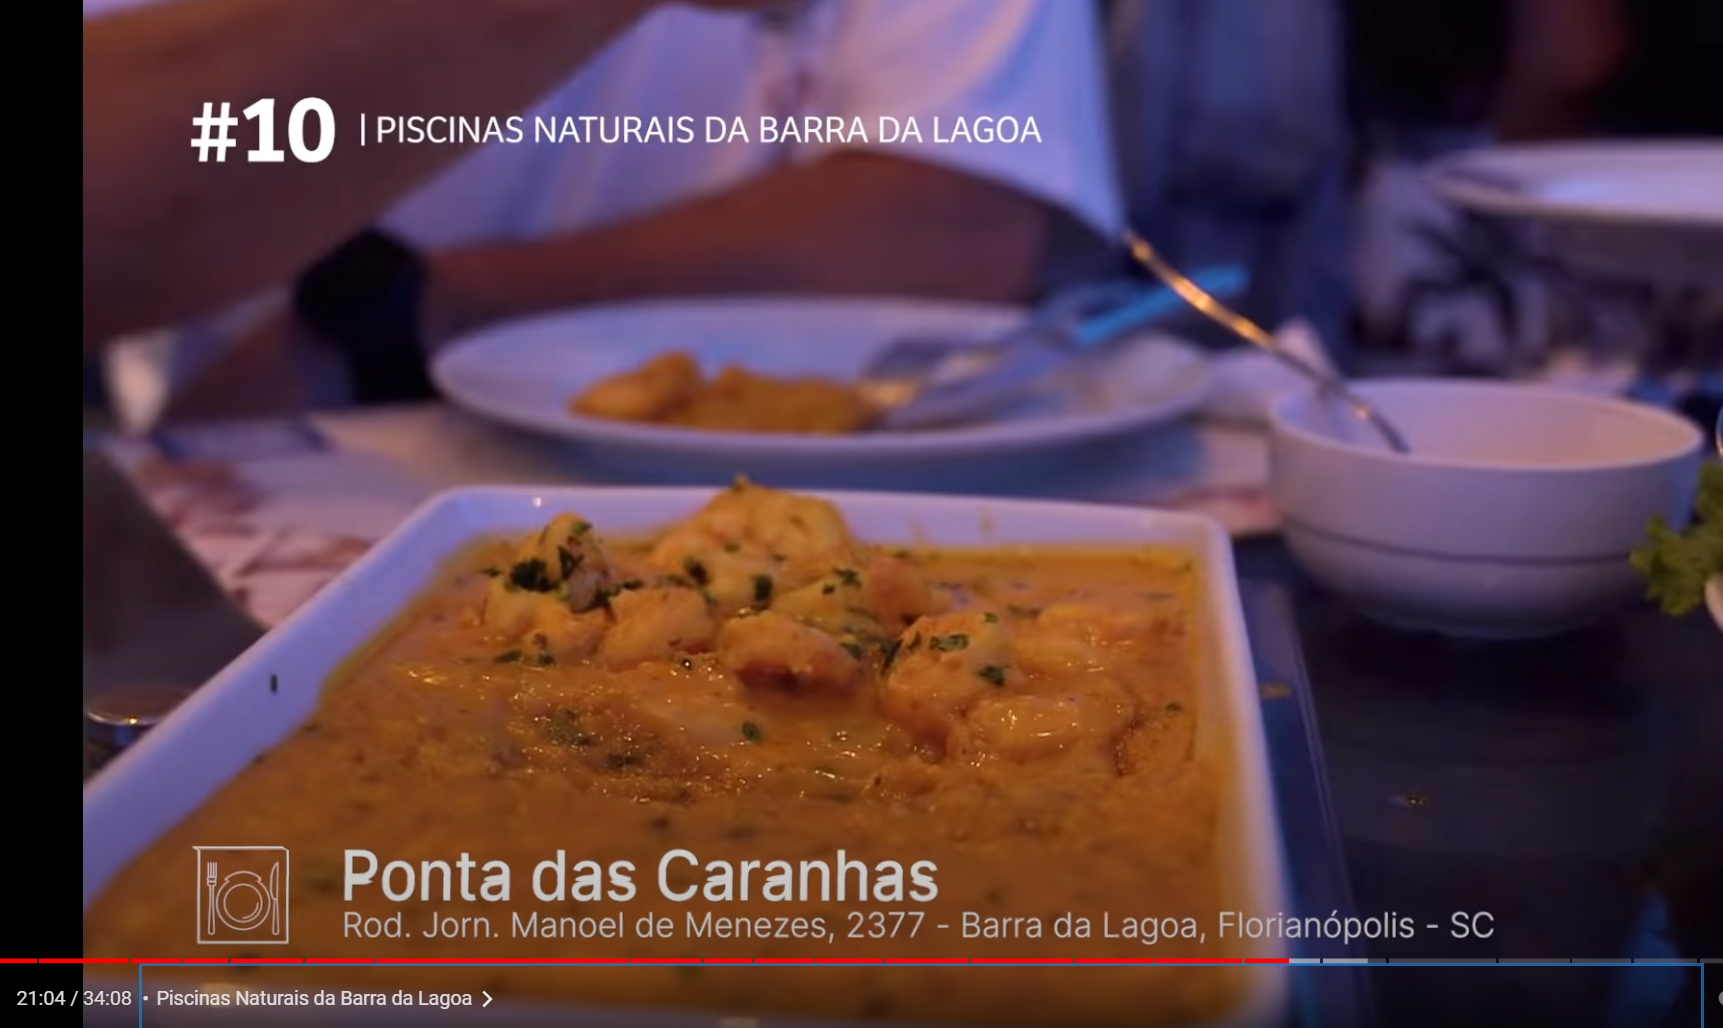 #10 | PISCINAS NATURAIS DA BARRA DA LAGOA
Ponta das Caranhas
Rod. Jorn. Manoel de Menezes, 2377 - Barra da Lagoa, Florianópolis - SC
21:04 / 34:08 • Piscinas Naturais da Barra da Lagoa